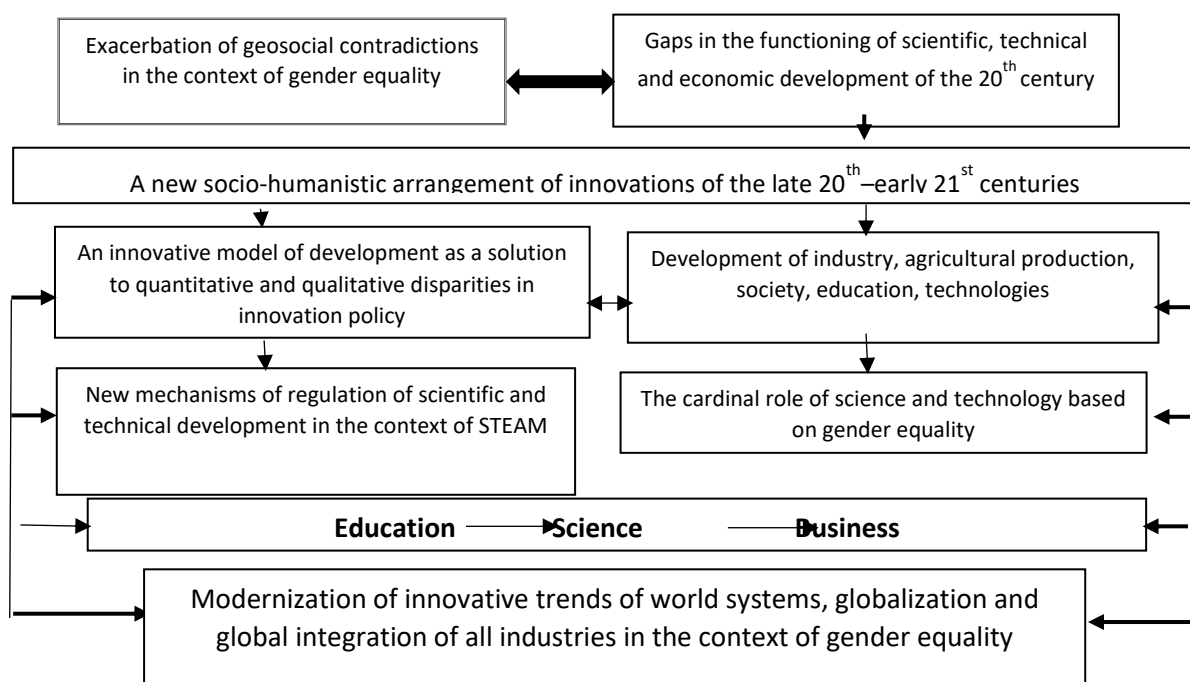 Exacerbation of geosocial contradictions
in the context of gender equality
Gaps in the functioning of scientific, technical
and economic development of the 20th century
A new socio-humanistic arrangement of innovations of the late 20th–early 21st centuries
An innovative model of development as a solution
to quantitative and qualitative disparities in
innovation policy
Development of industry, agricultural production,
society, education, technologies
New mechanisms of regulation of scientific and
technical development in the context of STEAM
The cardinal role of science and technology based
on gender equality
Education Science Business
Modernization of innovative trends of world systems, globalization and
global integration of all industries in the context of gender equality